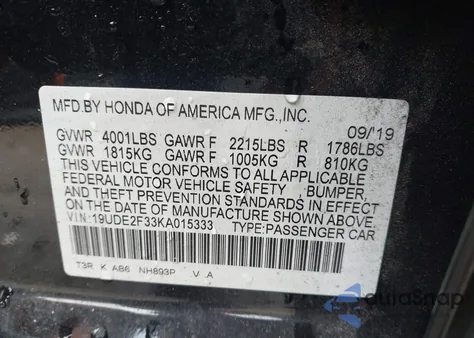 MFD.BY HONDA OF AMERICA MFG.,INC.
09/19
GVWR 4001LBS GAWR F 2215LBS R 1786LBS
GVWR 1815KG GAWR F 1005KG R 810KG
THIS VEHICLE CONFORMS TO ALL APPLICABLE
FEDERAL MOTOR VEHICLE SAFETY , BUMPER,
AND THEFT PREVENTION STANDARDS IN EFFECT
ON THE DATE OF MANUFACTURE SHOWN ABOVE.
VIN:19UDE2F33KA015333 TYPE:PASSENGER CAR
T3R K AB6 NH893P V A
autoSnap